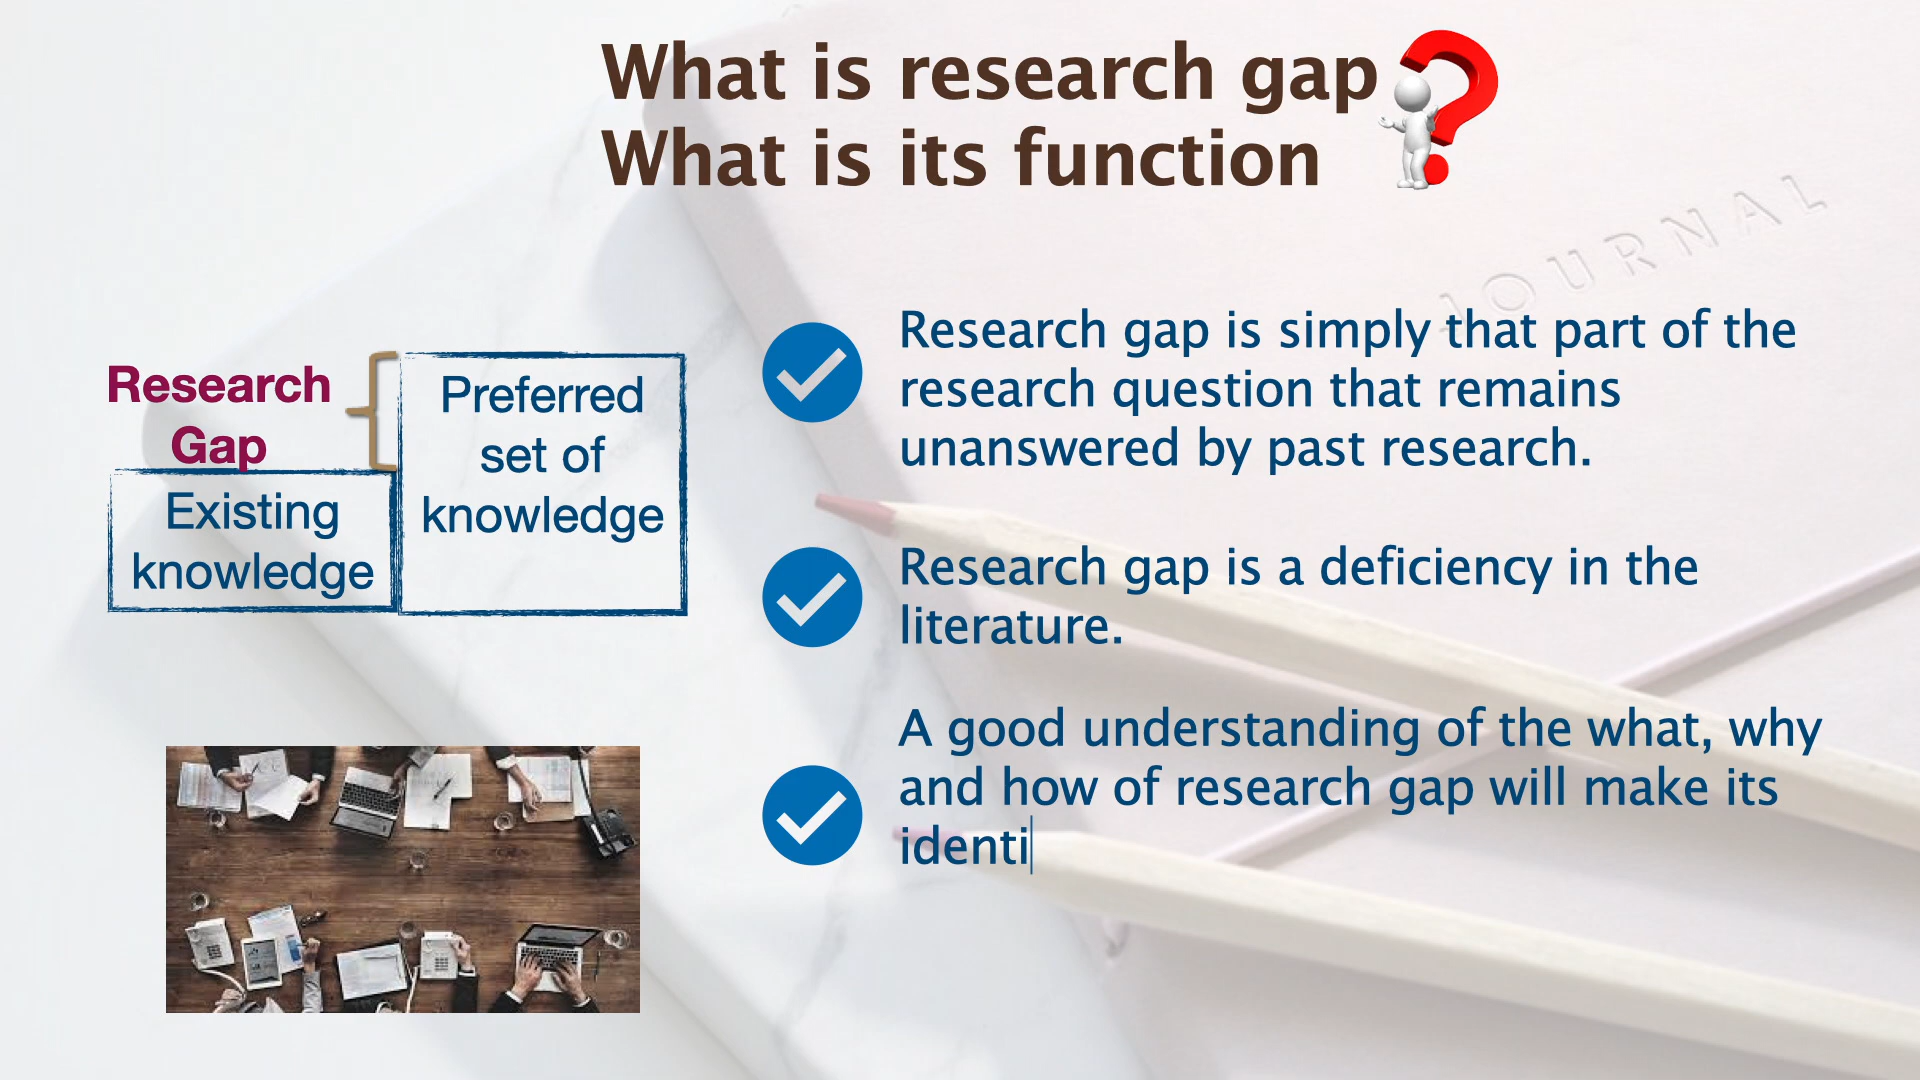 What is research gap
What is its function
Research
Gap
Existing
knowledge
Preferred
set of
knowledge
Research gap is simply that part of the
research question that remains
unanswered by past research.
Research gap is a deficiency in the
literature.
A good understanding of the what, why
and how of research gap will make its
identi
JOURNAL